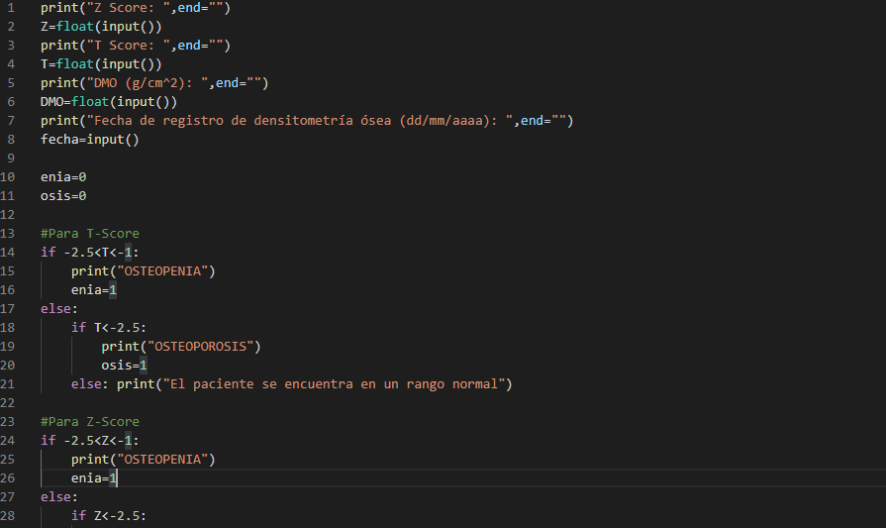 1 print("Z Score: ",end="")
2 Z=float(input())
3 print("T Score: ",end="")
4 T=float(input())
5 print("DMO (g/cm^2): ",end="")
6 DMO=float(input())
7 print("Fecha de registro de densitometría ósea (dd/mm/aaaa): ",end="")
8 fecha=input()
9
10 enia=0
11 osis=0
12
13 #Para T-Score
14 if -2.5<T<-1:
15     print("OSTEOPENIA")
16     enia=1
17 else:
18     if T<-2.5:
19         print("OSTEOPOROSIS")
20         osis=1
21     else: print("El paciente se encuentra en un rango normal")
22
23 #Para Z-Score
24 if -2.5<Z<-1:
25     print("OSTEOPENIA")
26     enia=1
27 else:
28     if Z<-2.5: